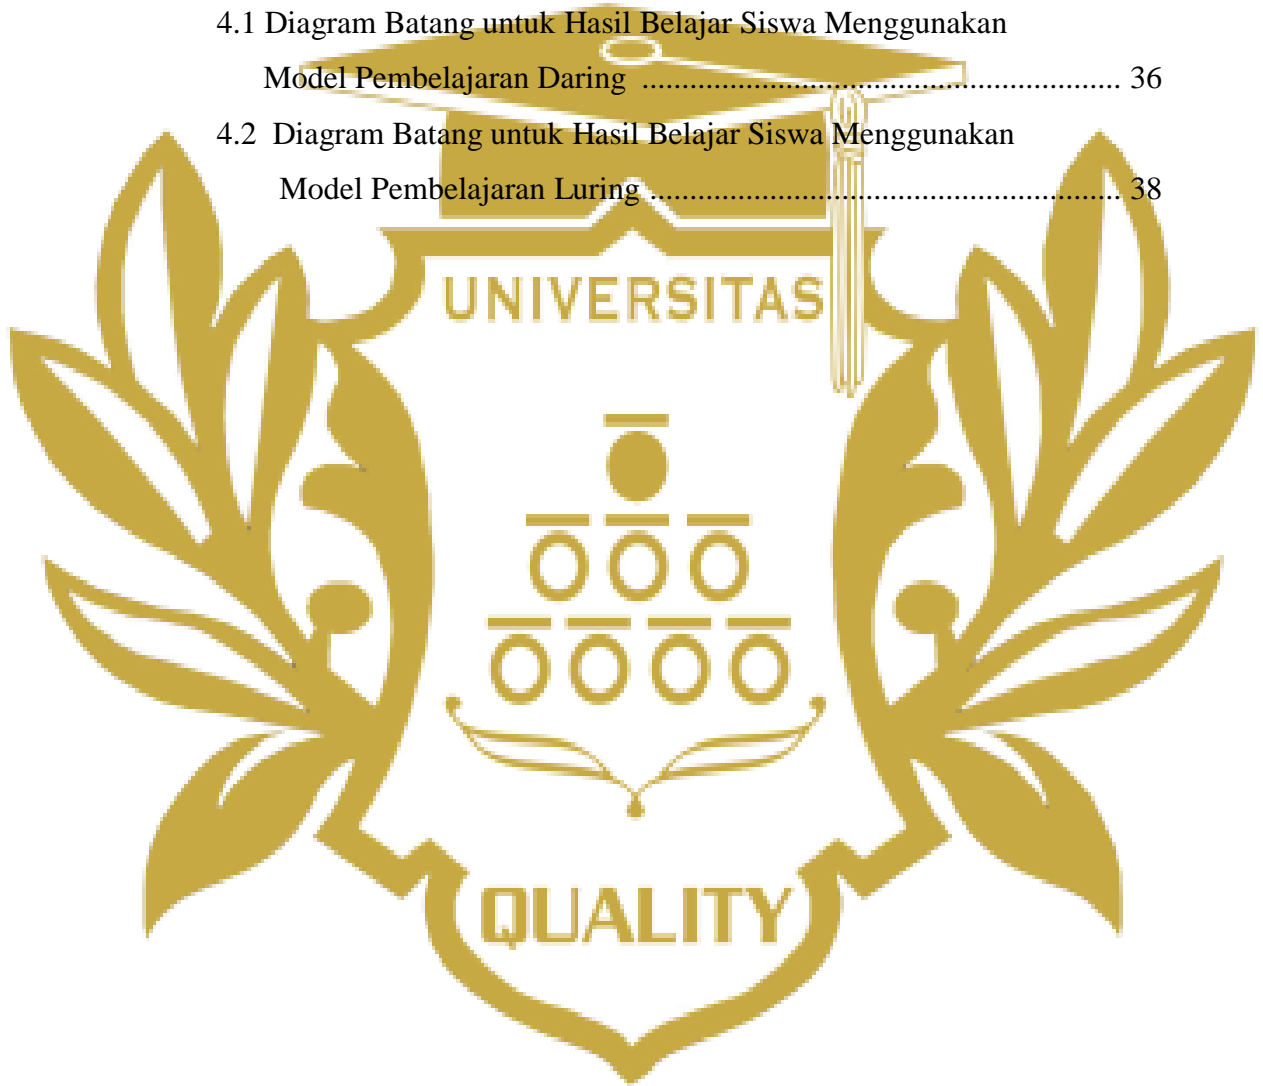 4.1 Diagram Batang untuk Hasil Belajar Siswa Menggunakan
Model Pembelajaran Daring ............................................................ 36
4.2 Diagram Batang untuk Hasil Belajar Siswa Menggunakan
Model Pembelajaran Luring ........................................................... 38
UNIVERSITAS
QUALITY